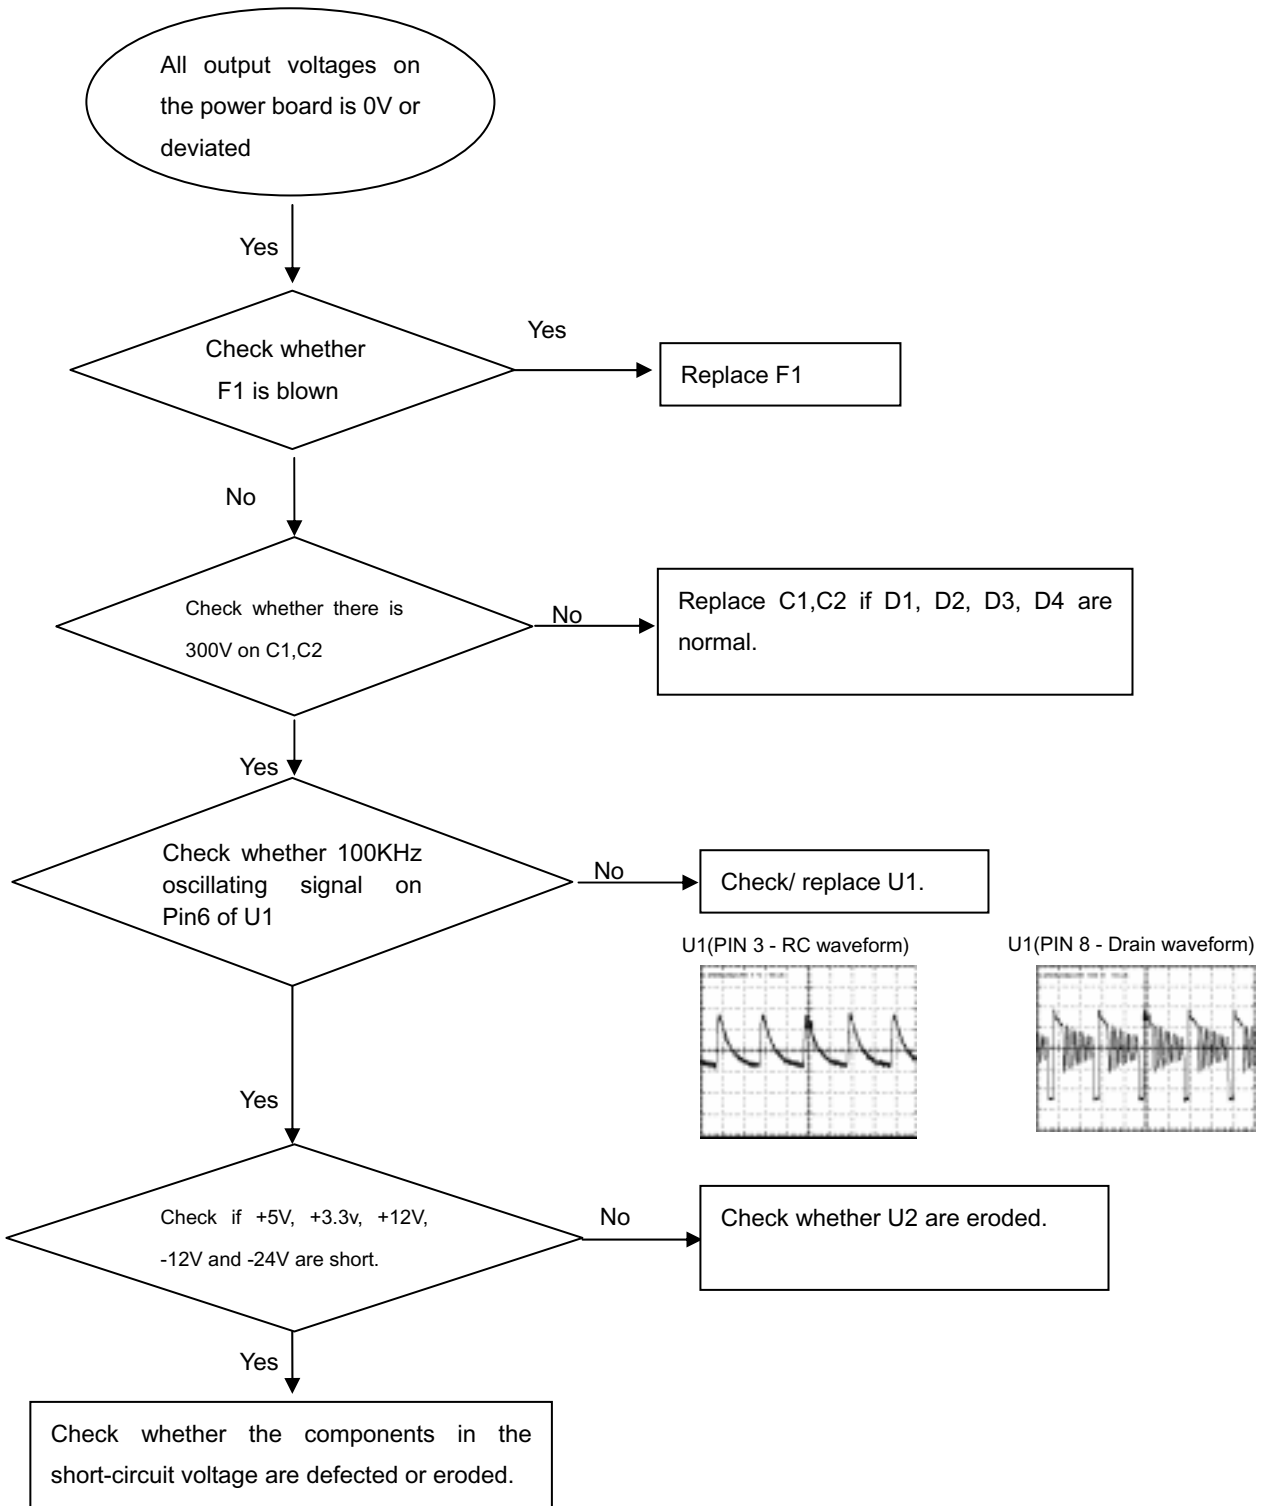 All output voltages on
the power board is 0V or
deviated
Yes
Check whether
F1 is blown
Yes
Replace F1
No
Check whether there is
300V on C1,C2
No
Replace C1,C2 if D1, D2, D3, D4 are
normal.
Yes
Check whether 100KHz
oscillating signal on
Pin6 of U1
No
Check/ replace U1.
U1(PIN 3 - RC waveform)
U1(PIN 8 - Drain waveform)
Yes
Check if +5V, +3.3v, +12V,
-12V and -24V are short.
No
Check whether U2 are eroded.
Yes
Check whether the components in the
short-circuit voltage are defected or eroded.